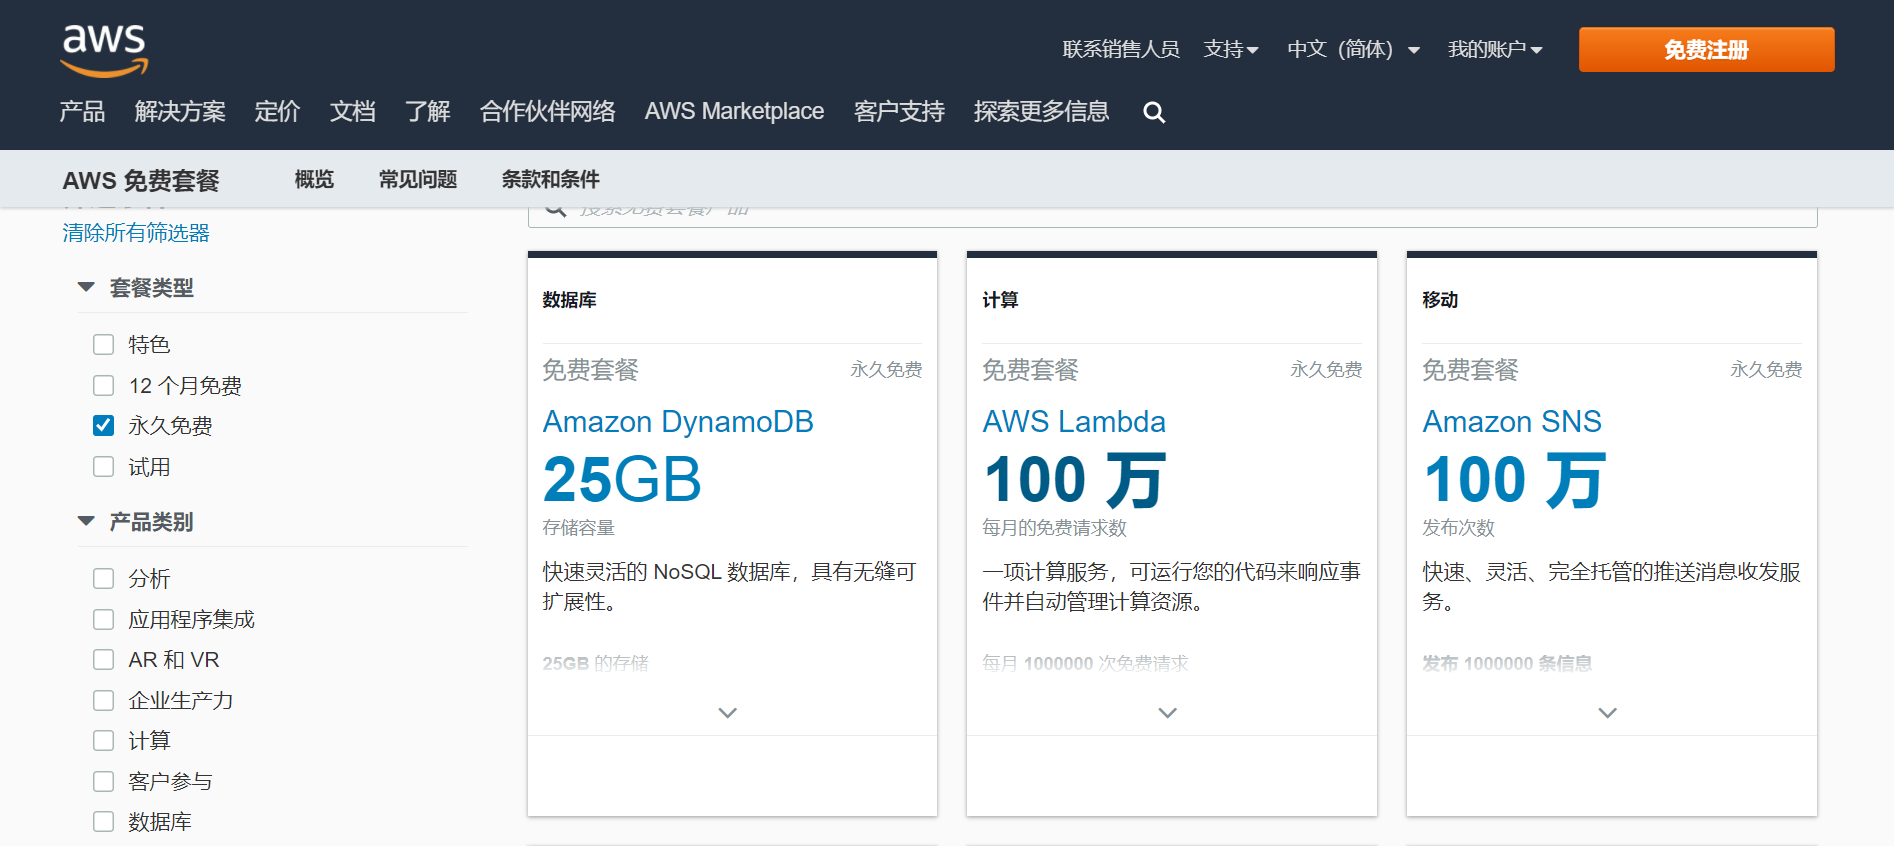 aws
联系销售人员 支持 中文（简体） 我的账户 免费注册
产品 解决方案 定价 文档 了解 合作伙伴网络 AWS Marketplace 客户支持 探索更多信息
AWS 免费套餐 概览 常见问题 条款和条件
搜索免费套餐产品
清除所有筛选器
套餐类型
特色
12 个月免费
永久免费
试用
产品类别
分析
应用程序集成
AR 和 VR
企业生产力
计算
客户参与
数据库
数据库
免费套餐 永久免费
Amazon DynamoDB
25GB
存储容量
快速灵活的 NoSQL 数据库，具有无缝可
扩展性。
25GB 的存储
计算
免费套餐 永久免费
AWS Lambda
100 万
每月的免费请求数
一项计算服务，可运行您的代码来响应事
件并自动管理计算资源。
每月 1000000 次免费请求
移动
免费套餐 永久免费
Amazon SNS
100 万
发布次数
快速、灵活、完全托管的推送消息收发服
务。
发布 1000000 条信息